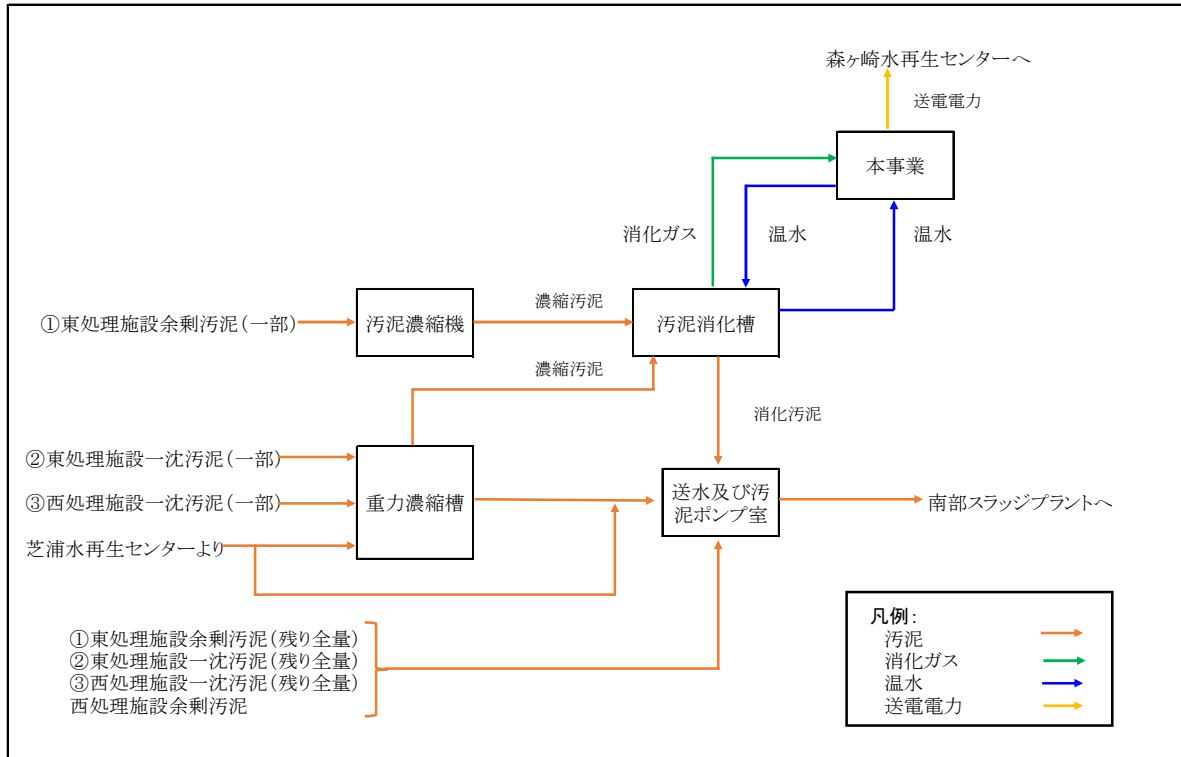 森ヶ崎水再生センターへ
送電電力
本事業
消化ガス
温水
温水
①東処理施設余剰汚泥(一部)
汚泥濃縮機
濃縮汚泥
汚泥消化槽
濃縮汚泥
消化汚泥
②東処理施設一沈汚泥(一部)
③西処理施設一沈汚泥(一部)
芝浦水再生センターより
重力濃縮槽
送水及び汚
泥ポンプ室
南部スラッジプラントへ
①東処理施設余剰汚泥(残り全量)
②東処理施設一沈汚泥(残り全量)
③西処理施設一沈汚泥(残り全量)
西処理施設余剰汚泥
凡例:
汚泥
消化ガス
温水
送電電力